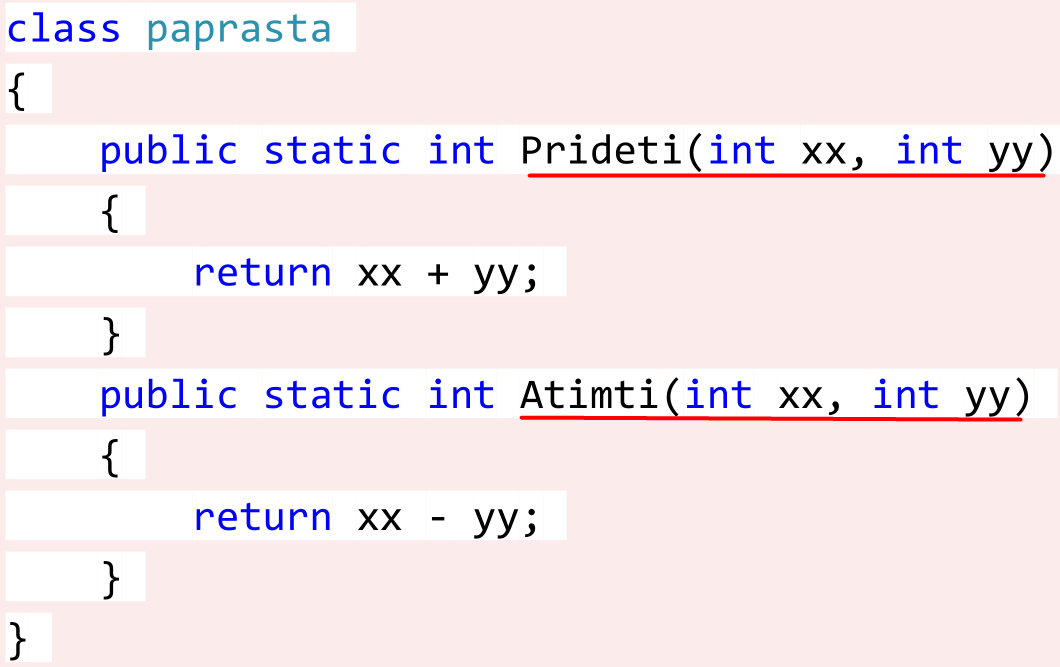 class paprasta
{
    public static int Prideti(int xx, int yy)
    {
        return xx + yy;
    }
    public static int Atimti(int xx, int yy)
    {
        return xx - yy;
    }
}